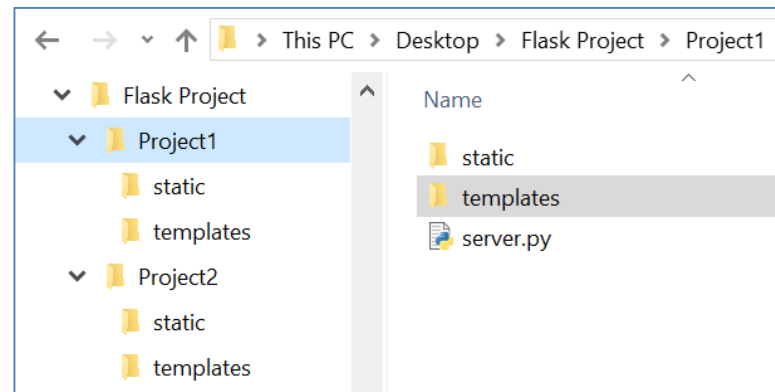 This PC > Desktop > Flask Project > Project1
Flask Project
Project1
static
templates
Project2
static
templates
Name
static
templates
server.py